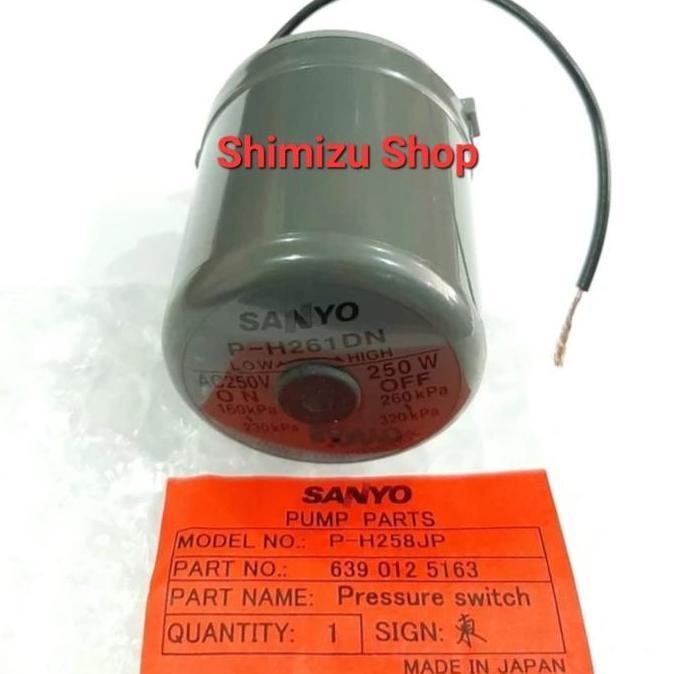 Shimizu Shop
SANYO
P-H261DN
LOW HIGH
AC250V 250W
ON OFF
160kPa 260kPa
230kPa 320kPa
SANYO
PUMP PARTS
MODEL NO.: P-H258JP
PART NO.: 639 012 5163
PART NAME: Pressure switch
QUANTITY: 1 SIGN: 東
MADE IN JAPAN